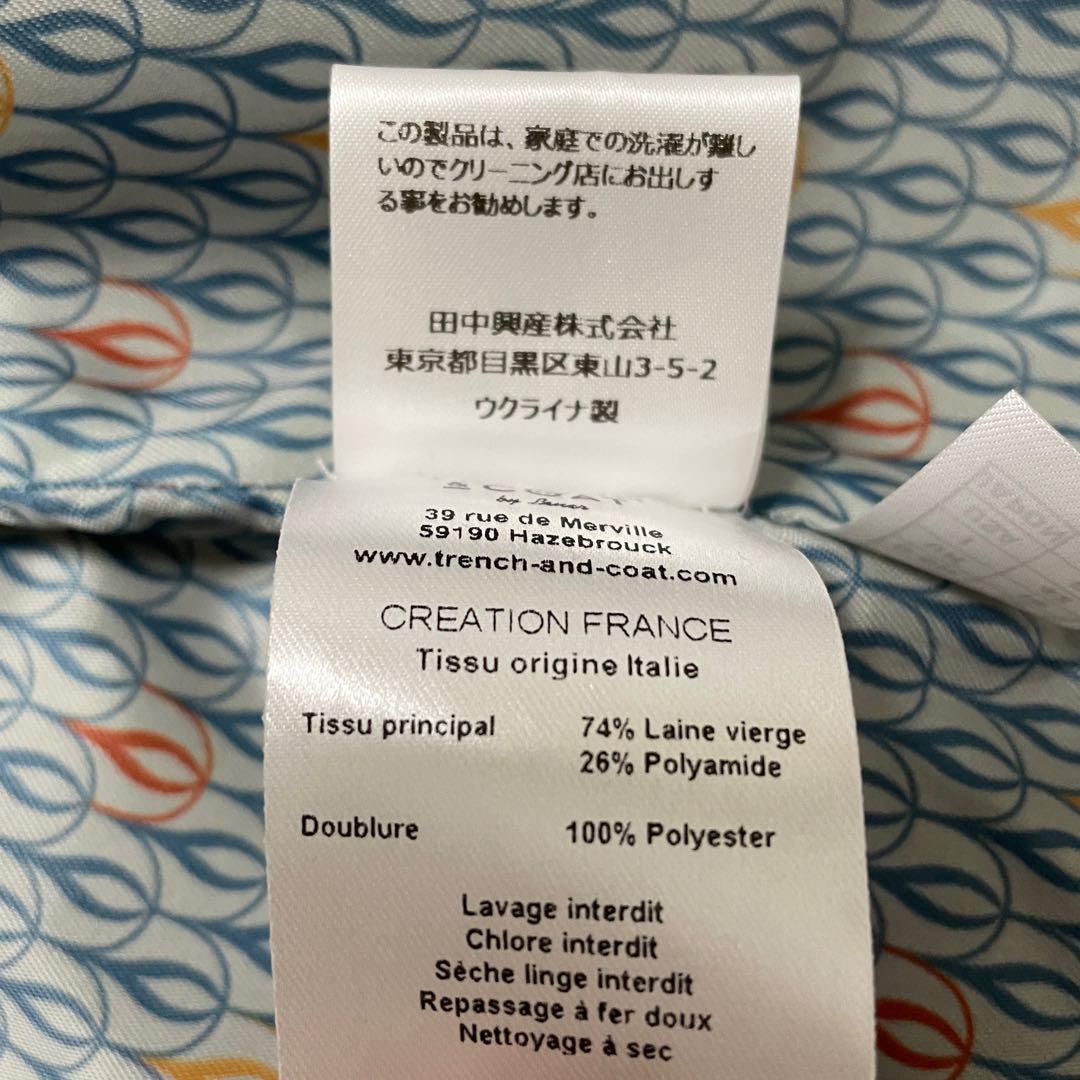 この製品は、家庭での洗濯が難し
いのでクリーニング店にお出しす
る事をお勧めします。
田中興産株式会社
東京都目黒区東山3-5-2
ウクライナ製
& COAT
by
39 rue de Merville
59190 Hazebrouck
www.trench-and-coat.com
CREATION FRANCE
Tissu origine Italie
Tissu principal 74% Laine vierge
26% Polyamide
Doublure 100% Polyester
Lavage interdit
Chlore interdit
Sèche linge interdit
Repassage à fer doux
Nettoyage à sec